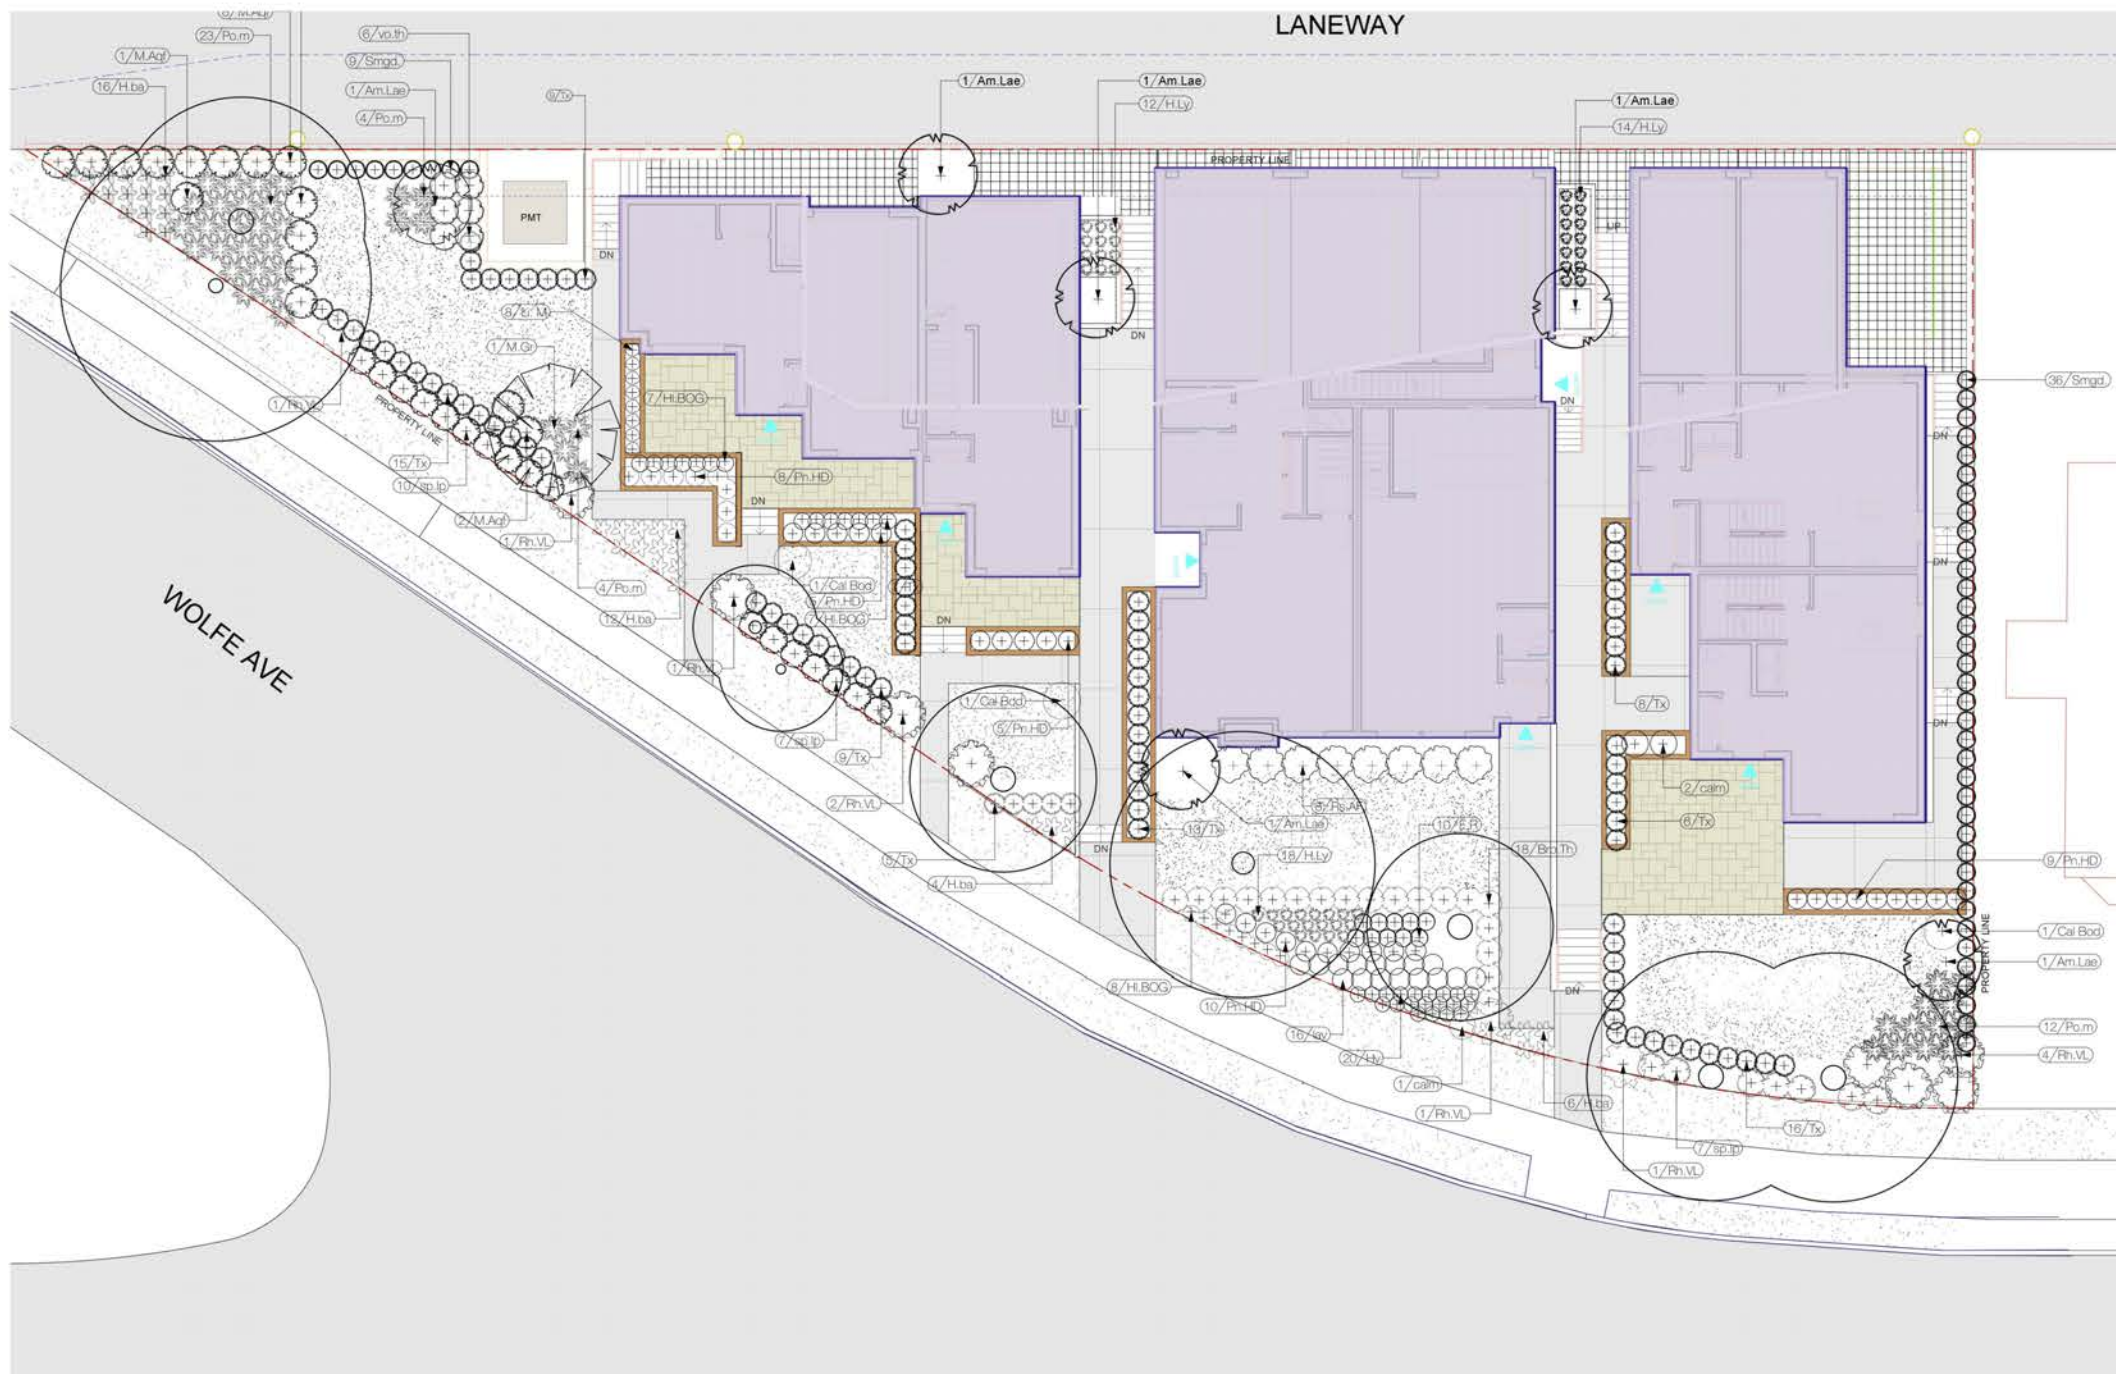 LANEWAY
8/M.Aqf
23/Po.m
6/vo.th
1/M.Aqf
9/Smgd.
16/H.ba
1/Am.Lae
9/Tx
4/Po.m
1/Am.Lae
1/Am.Lae
12/H.Ly
1/Am.Lae
14/H.Ly
PROPERTY LINE
PMT
DN
UP
DN
1/M.Gr
1/Rh.VL
PROPERTY LINE
7/Hl.BOG
DN
36/Smgd.
DN
15/Tx
10/sp.lp
8/Pn.HD
2/M.Aqf
DN
1/Rh.VL
DN
1/Cal Bod
5/Pn.HD
4/Po.m
12/H.ba
7/Hl.BOG
DN
WOLFE AVE
1/Rh.VL
1/Cal Bod
5/Pn.HD
8/Tx
DN
7/sp.lp
9/Tx
2/calm
2/Rh.VL
6/Tx
1/Am.Lae
13/Tx
DN
5/Tx
18/H.Ly
18/Bro.Th
9/Pn.HD
4/H.ba
PROPERTY LINE
1/Cal Bod
1/Am.Lae
8/Hl.BOG
10/Pn.HD
DN
12/Po.m
16/lav
20/Hy
4/Rh.VL
1/calm
6/H.ba
1/Rh.VL
16/Tx
7/sp.lp
1/Rh.VL